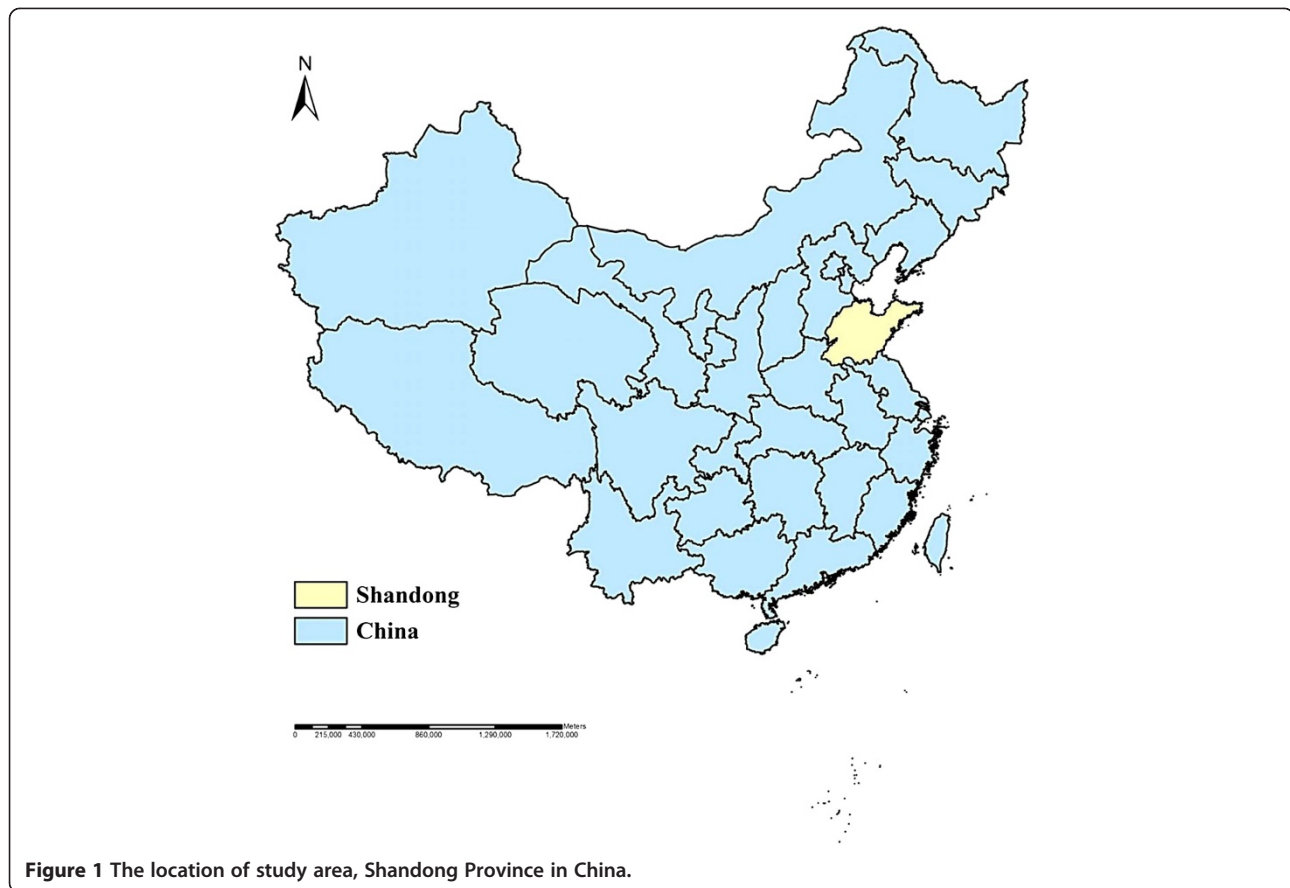 N
Shandong
China
Meters
0 215,000 430,000 860,000 1,290,000 1,720,000
Figure 1 The location of study area, Shandong Province in China.